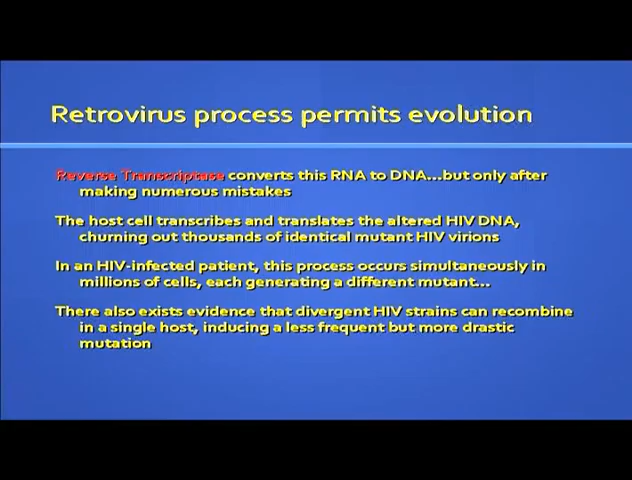 Retrovirus process permits evolution
Reverse Transcriptase converts this RNA to DNA...but only after
making numerous mistakes
The host cell transcribes and translates the altered HIV DNA,
churning out thousands of identical mutant HIV virions
In an HIV-infected patient, this process occurs simultaneously in
millions of cells, each generating a different mutant...
There also exists evidence that divergent HIV strains can recombine
in a single host, inducing a less frequent but more drastic
mutation